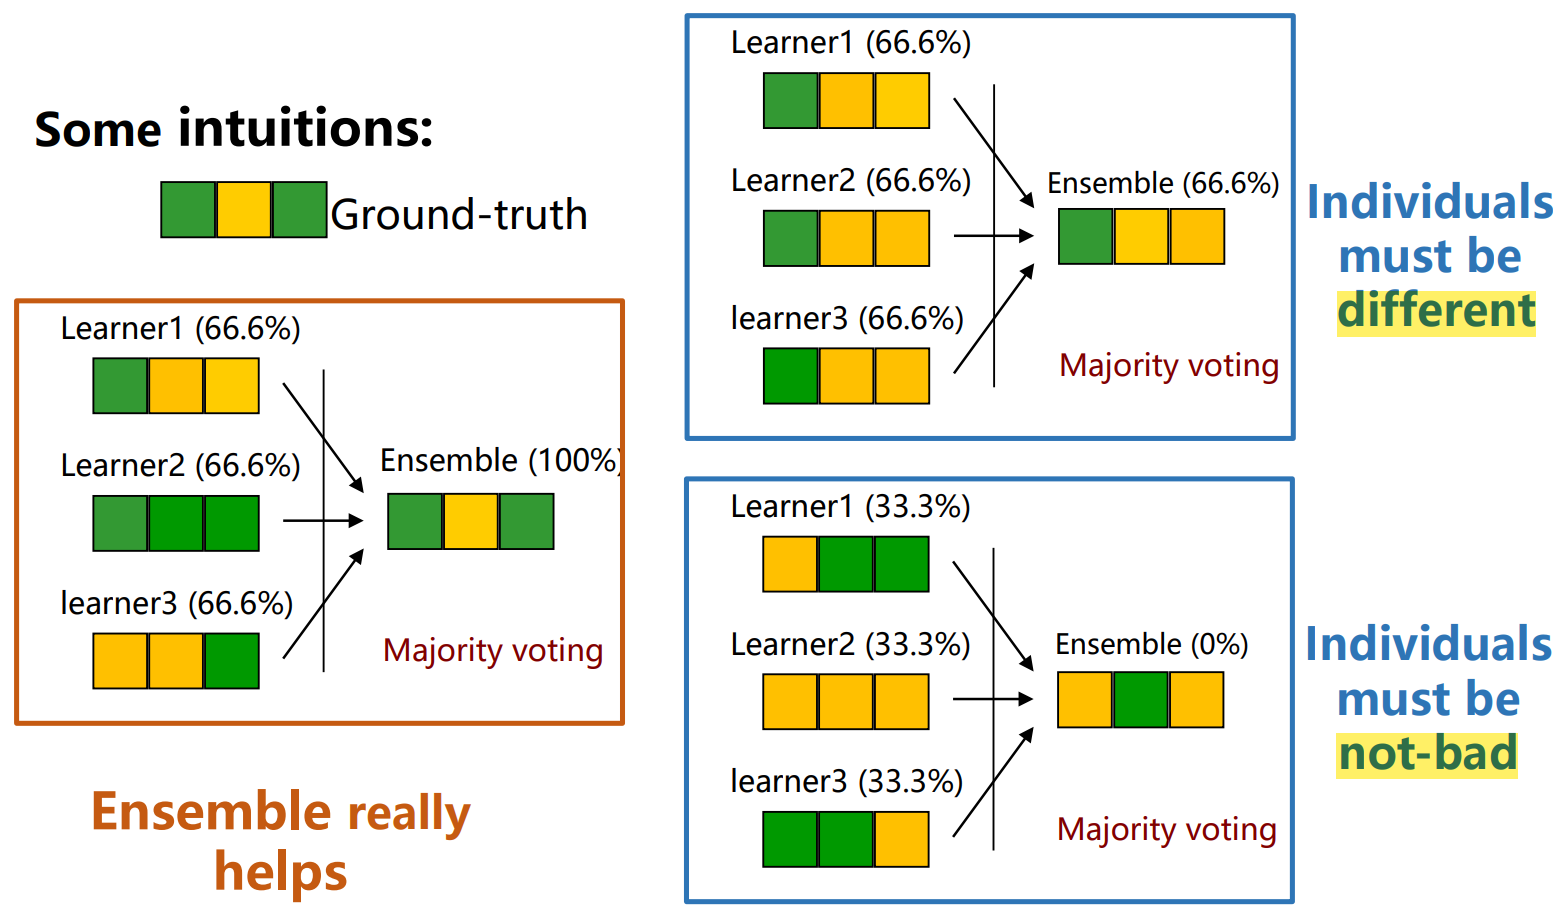 Some intuitions:
Ground-truth
Learner1 (66.6%)
Learner2 (66.6%)
learner3 (66.6%)
Ensemble (100%)
Majority voting
Ensemble really
helps
Learner1 (66.6%)
Learner2 (66.6%)
learner3 (66.6%)
Ensemble (66.6%)
Majority voting
Individuals
must be
different
Learner1 (33.3%)
Learner2 (33.3%)
learner3 (33.3%)
Ensemble (0%)
Majority voting
Individuals
must be
not-bad